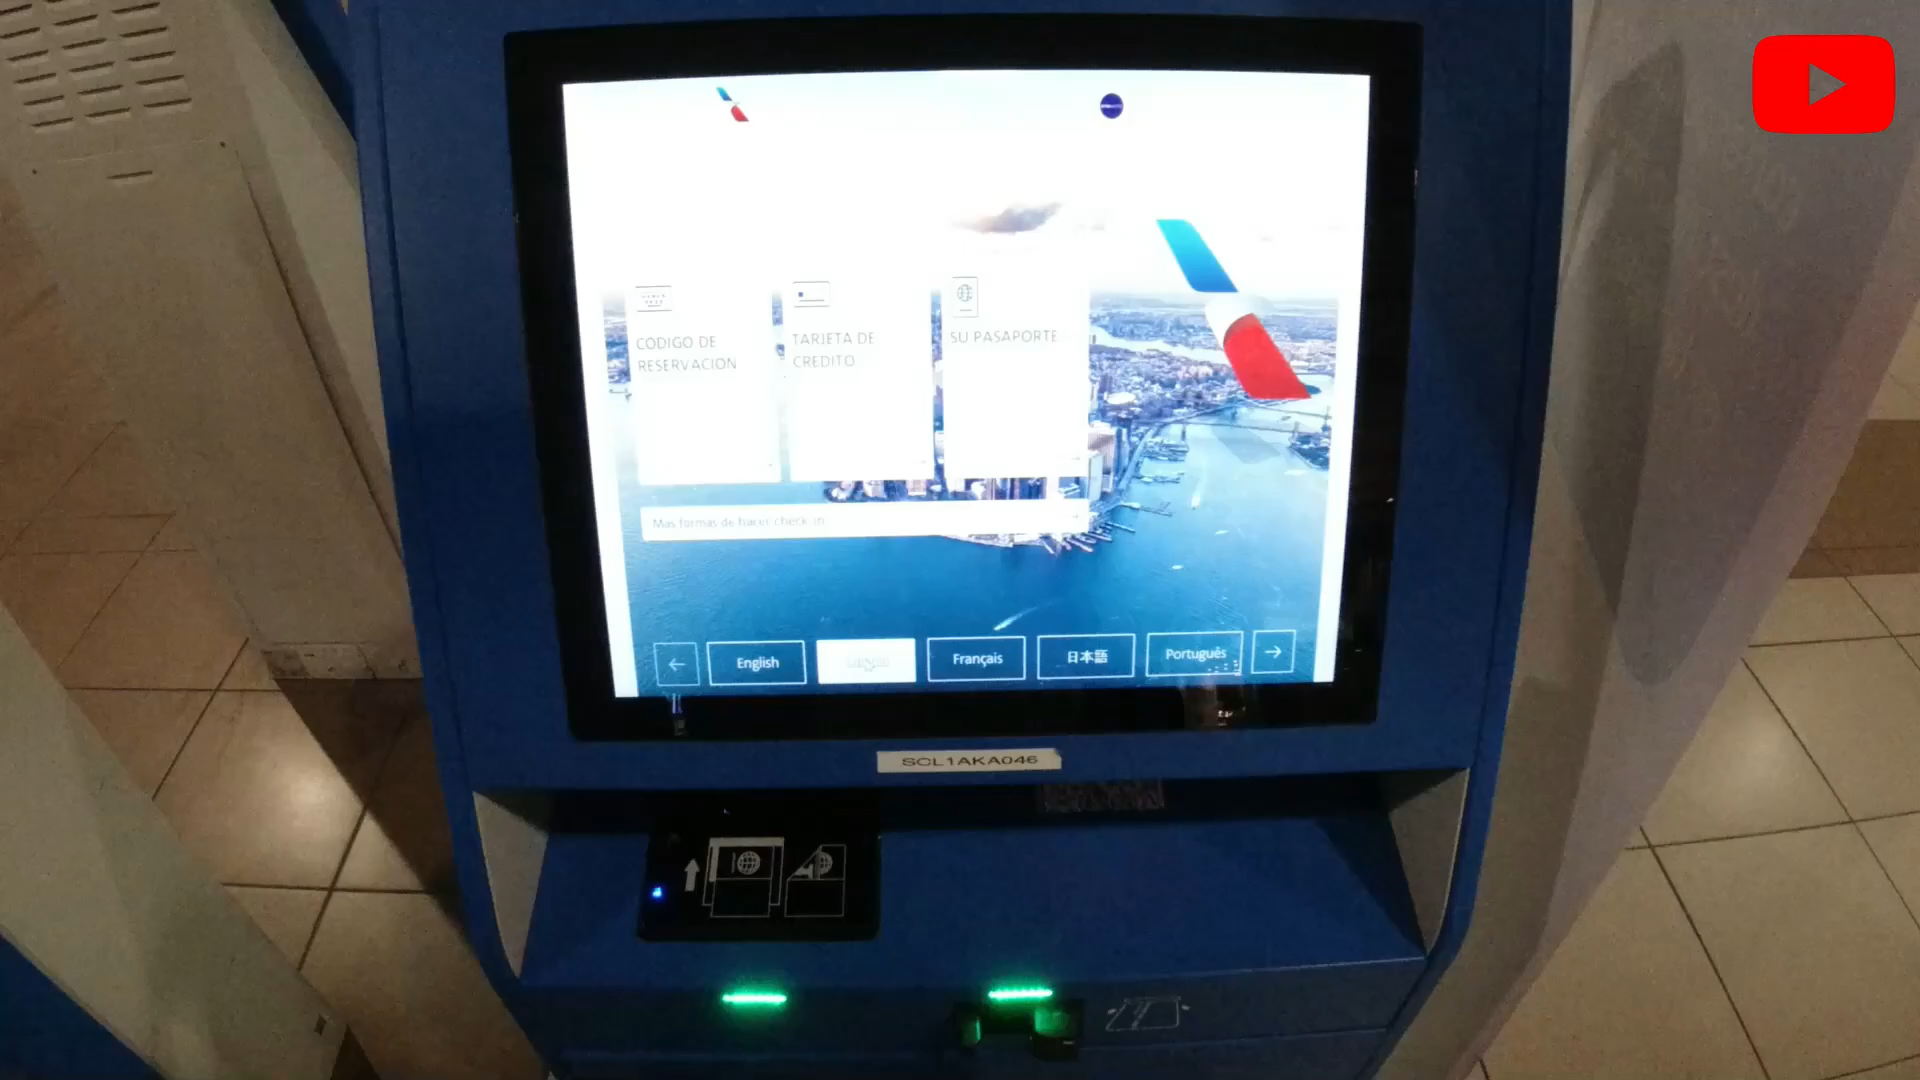 CODIGO DE
RESERVACION
TARJETA DE
CREDITO
SU PASAPORTE
Mas formas de hacer check-in
English
Français
日本語
Português
SCL1AKA046